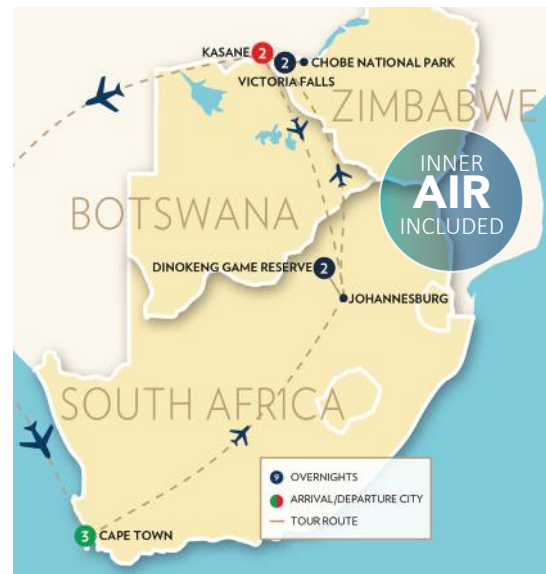 KASANE 2
2 CHOBE NATIONAL PARK
VICTORIA FALLS
ZIMBABWE
INNER
AIR
INCLUDED
BOTSWANA
DINOKENG GAME RESERVE 2
JOHANNESBURG
SOUTH AFRICA
9 OVERNIGHTS
ARRIVAL/DEPARTURE CITY
TOUR ROUTE
3 CAPE TOWN